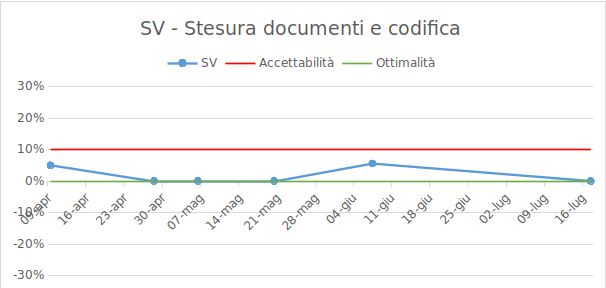 SV - Stesura documenti e codifica
SV Accettabilità Ottimalità
30%
20%
10%
0%
-10%
-20%
-30%
09-apr 16-apr 23-apr 30-apr 07-mag 14-mag 21-mag 28-mag 04-giu 11-giu 18-giu 25-giu 02-lug 09-lug 16-lug